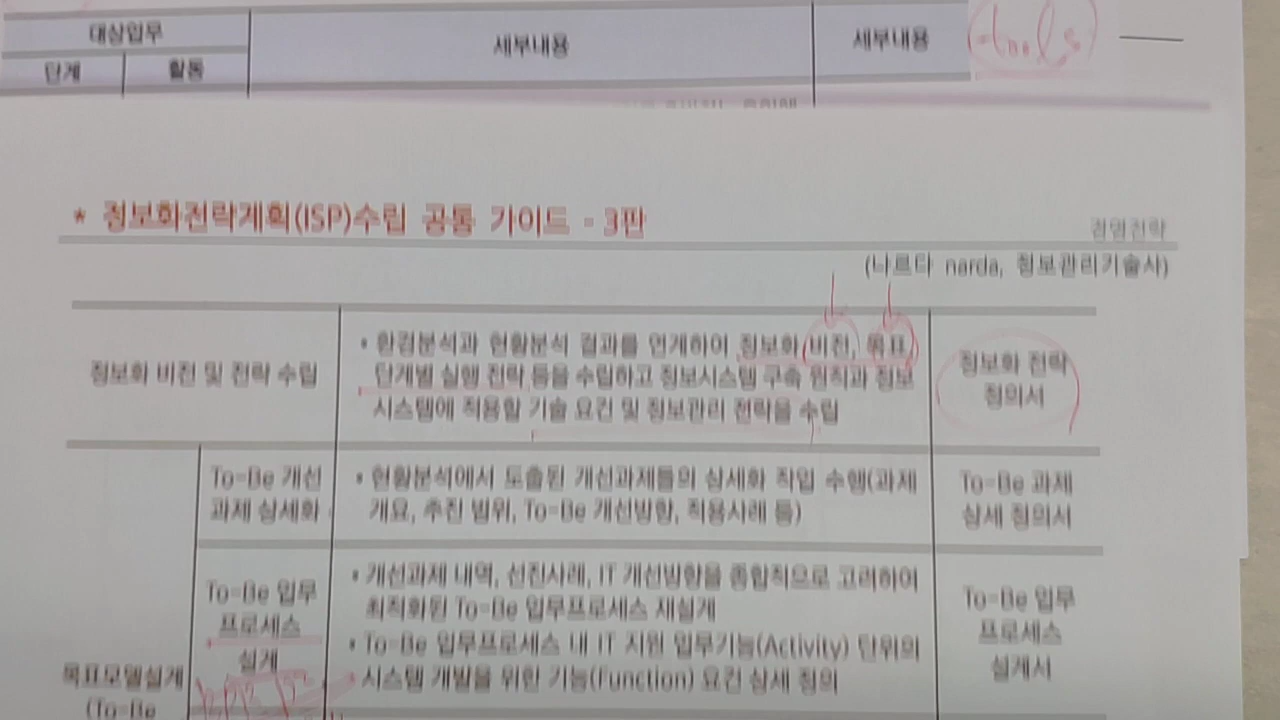 대상업무
세부내용
세부내용
tools
단계
활동
* 정보화전략계획(ISP)수립 공통 가이드 - 3판
경영전략
(나르다 narda, 정보관리기술사)
정보화 비전 및 전략 수립
• 환경분석과 현황분석 결과를 연계하여 정보화 비전, 목표,
단계별 실행 전략 등을 수립하고 정보시스템 구축 원칙과 정보
시스템에 적용할 기술 요건 및 정보관리 전략을 수립
정보화 전략
정의서
To-Be 개선
과제 상세화
• 현황분석에서 도출된 개선과제들의 상세화 작업 수행(과제
개요, 추진 범위, To-Be 개선방향, 적용사례 등)
To-Be 과제
상세 정의서
목표모델설계
(To-Be
To-Be 업무
프로세스
설계
• 개선과제 내역, 선진사례, IT 개선방향을 종합적으로 고려하여
최적화된 To-Be 업무프로세스 재설계
• To-Be 업무프로세스 내 IT 지원 업무기능(Activity) 단위의
시스템 개발을 위한 기능(Function) 요건 상세 정의
To-Be 업무
프로세스
설계서